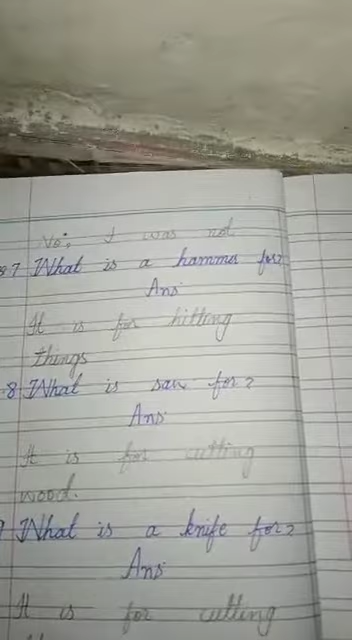 No, I was not
7 What is a hammer for?
Ans
It is for hitting
things
8 What is saw for?
Ans
It is for cutting
wood.
What is a knife for?
Ans
It is for cutting